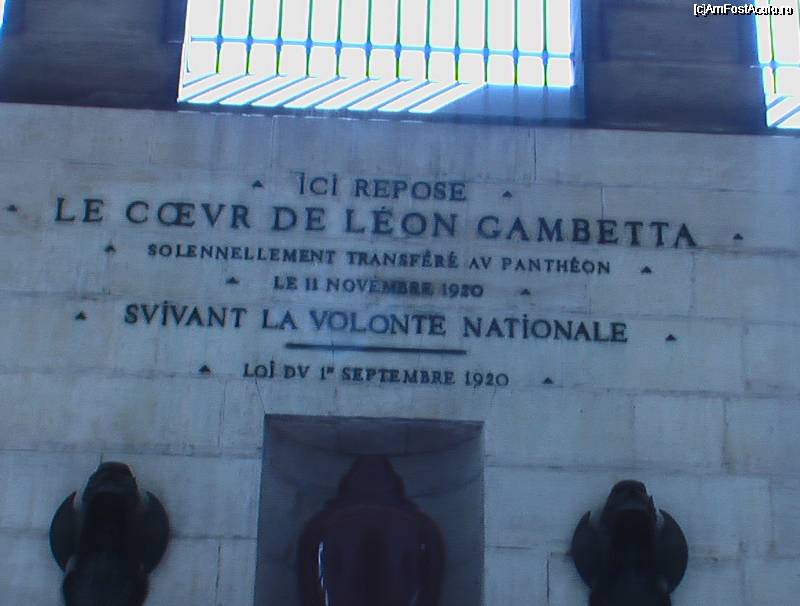 (c)AmFostAcolo.ro
ICI REPOSE
LE CŒVR DE LÉON GAMBETTA
SOLENNELLEMENT TRANSFÉRÉ AV PANTHÉON
LE 11 NOVEMBRE 1920
SVIVANT LA VOLONTE NATIONALE
LOI DV 1ER SEPTEMBRE 1920